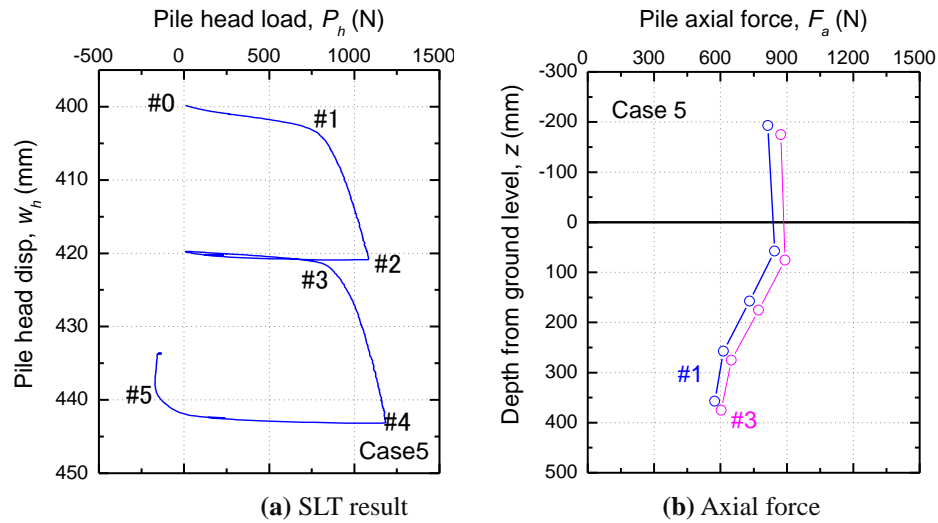 Pile head load, P_h (N)
-500 0 500 1000 1500
400
410
420
430
440
450
Pile head disp, w_h (mm)
#0
#1
#2
#3
#4
#5
Case5
(a) SLT result
Pile axial force, F_a (N)
0 300 600 900 1200 1500
-300
-200
-100
0
100
200
300
400
500
Depth from ground level, z (mm)
Case 5
#1
#3
(b) Axial force